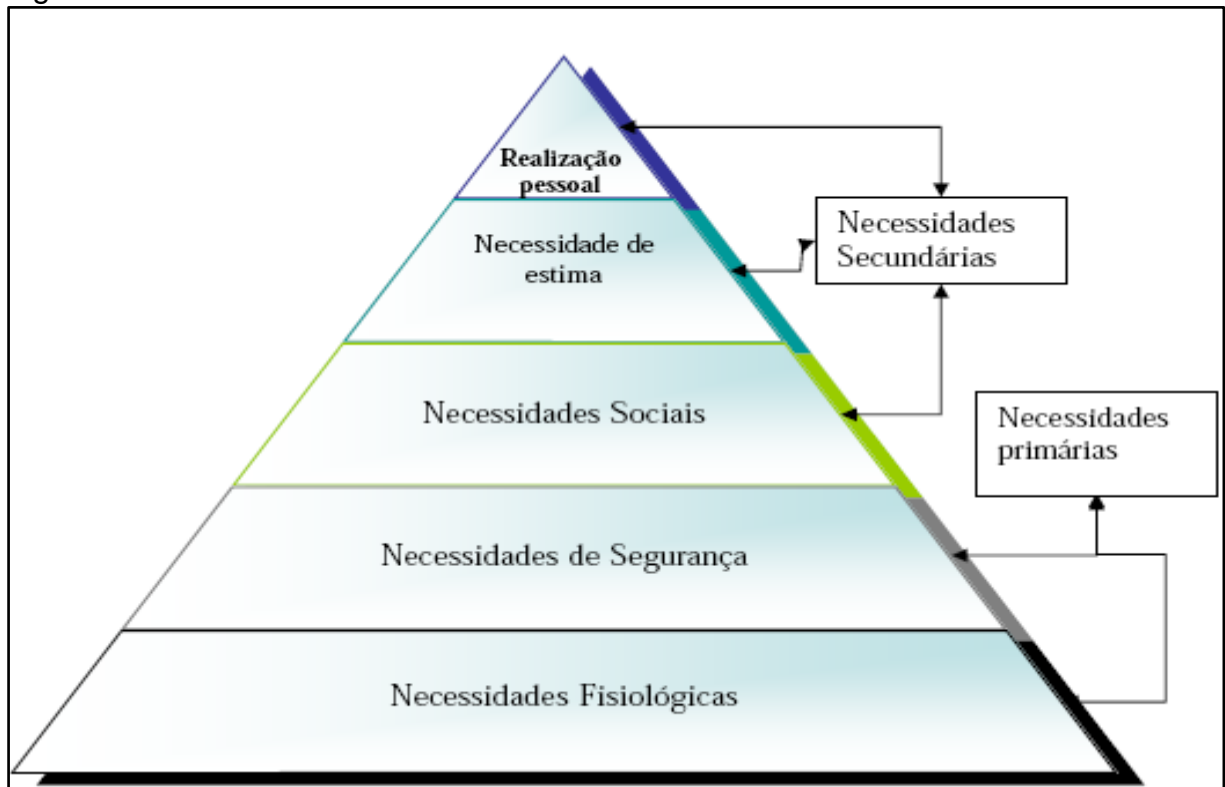 Realização
pessoal
Necessidade de
estima
Necessidades
Secundárias
Necessidades Sociais
Necessidades
primárias
Necessidades de Segurança
Necessidades Fisiológicas